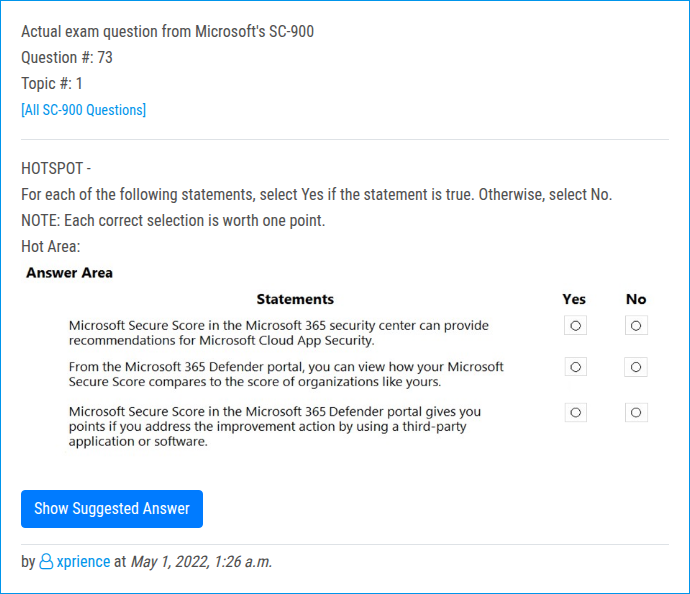 Actual exam question from Microsoft's SC-900
Question #: 73
Topic #: 1
[All SC-900 Questions]
HOTSPOT -
For each of the following statements, select Yes if the statement is true. Otherwise, select No.
NOTE: Each correct selection is worth one point.
Hot Area:
Answer Area
Statements Yes No
Microsoft Secure Score in the Microsoft 365 security center can provide
recommendations for Microsoft Cloud App Security.
From the Microsoft 365 Defender portal, you can view how your Microsoft
Secure Score compares to the score of organizations like yours.
Microsoft Secure Score in the Microsoft 365 Defender portal gives you
points if you address the improvement action by using a third-party
application or software.
Show Suggested Answer
by xprience at May 1, 2022, 1:26 a.m.